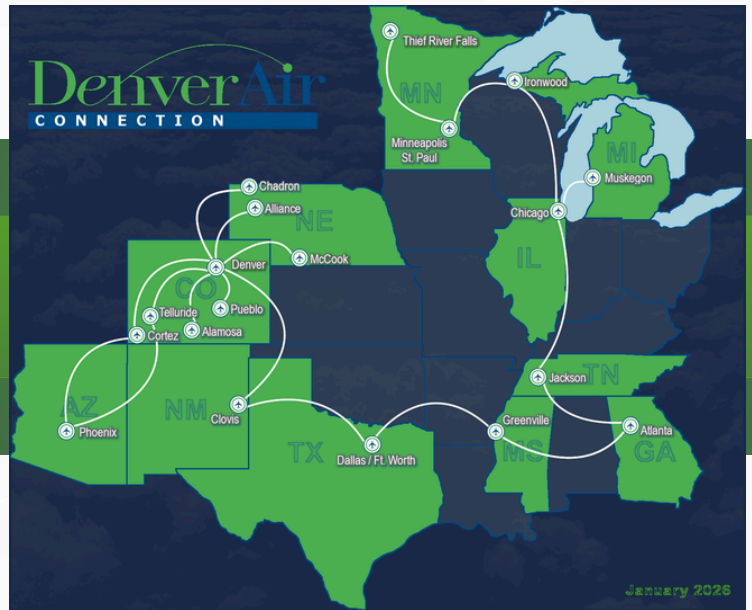 DenverAir
CONNECTION
Thief River Falls
MN
Ironwood
Minneapolis
St. Paul
MI
Muskegon
Chadron
Alliance
NE
Chicago
Denver
McCook
IL
CO
Telluride
Pueblo
Cortez
Alamosa
Jackson
TN
AZ
NM
Clovis
Phoenix
TX
Dallas / Ft. Worth
Greenville
MS
Atlanta
GA
January 2026